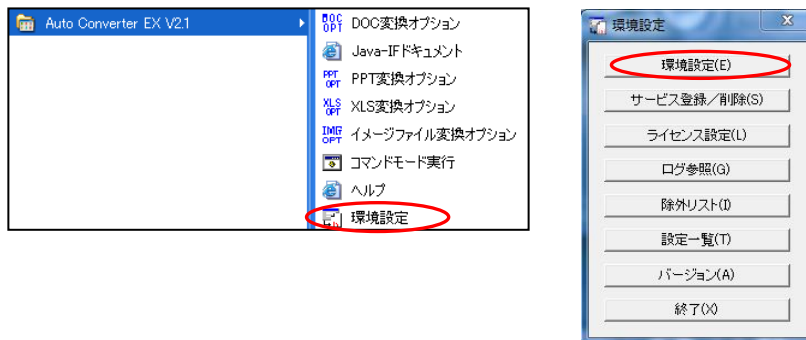 Auto Converter EX V2.1
DOC OPT DOC変換オプション
Java-IFドキュメント
PPT OPT PPT変換オプション
XLS OPT XLS変換オプション
IMG OPT イメージファイル変換オプション
コマンドモード実行
ヘルプ
環境設定
環境設定
環境設定(E)
サービス登録／削除(S)
ライセンス設定(L)
ログ参照(G)
除外リスト(I)
設定一覧(T)
バージョン(A)
終了(X)